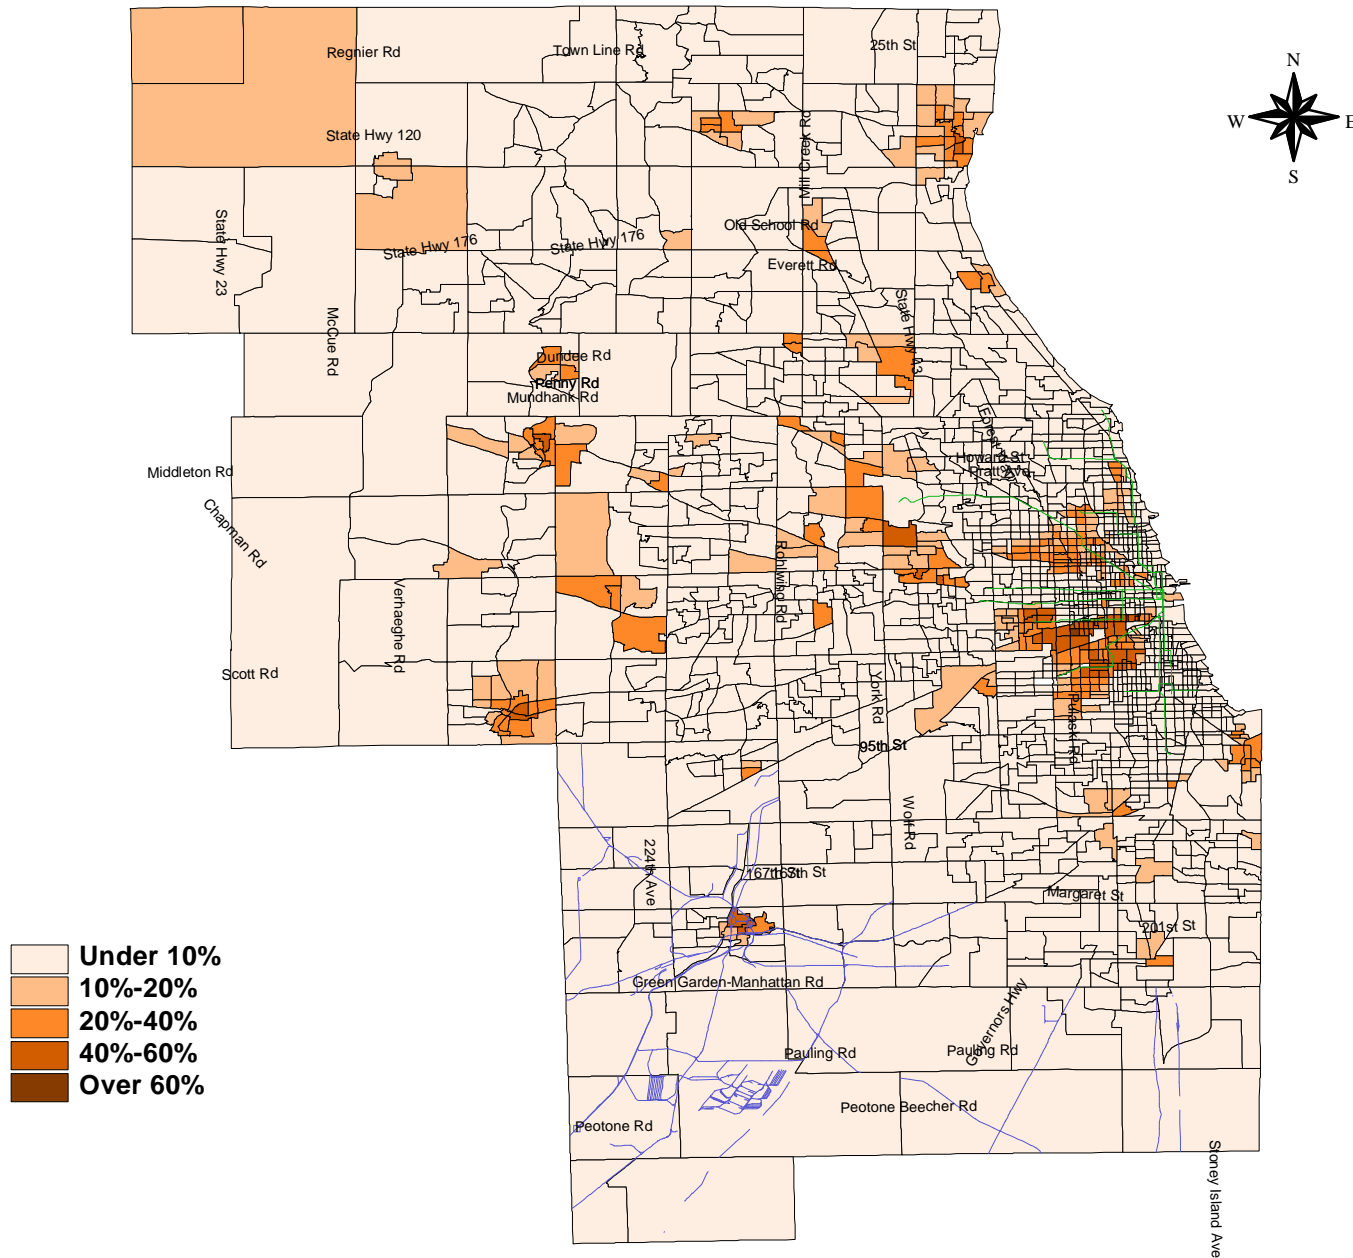 Regnier Rd
Town Line Rd
25th St
N
W
E
S
State Hwy 120
Mill Creek Rd
State Hwy 23
Old School Rd
State Hwy 176
State Hwy 176
Everett Rd
McCue Rd
State Hwy 43
Dundee Rd
Penny Rd
Mundhank Rd
Middleton Rd
Howard St
Pratt Ave
Chapman Rd
Rohlwing Rd
Verhaeghe Rd
Scott Rd
York Rd
Pulaski Rd
95th St
Wolf Rd
224th Ave
167th St
167th St
Margaret St
201st St
Under 10%
10%-20%
20%-40%
40%-60%
Over 60%
Green Garden-Manhattan Rd
Governors Hwy
Pauling Rd
Pauling Rd
Peotone Beecher Rd
Peotone Rd
Stoney Island Ave